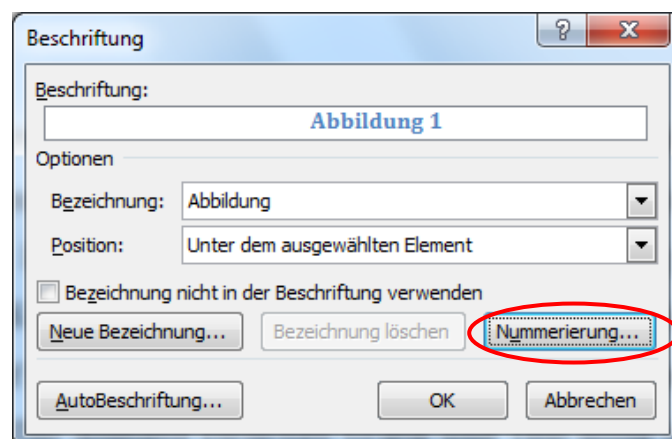 Beschriftung
Beschriftung:
Abbildung 1
Optionen
Bezeichnung: Abbildung
Position: Unter dem ausgewählten Element
Bezeichnung nicht in der Beschriftung verwenden
Neue Bezeichnung... Bezeichnung löschen Nummerierung...
AutoBeschriftung... OK Abbrechen